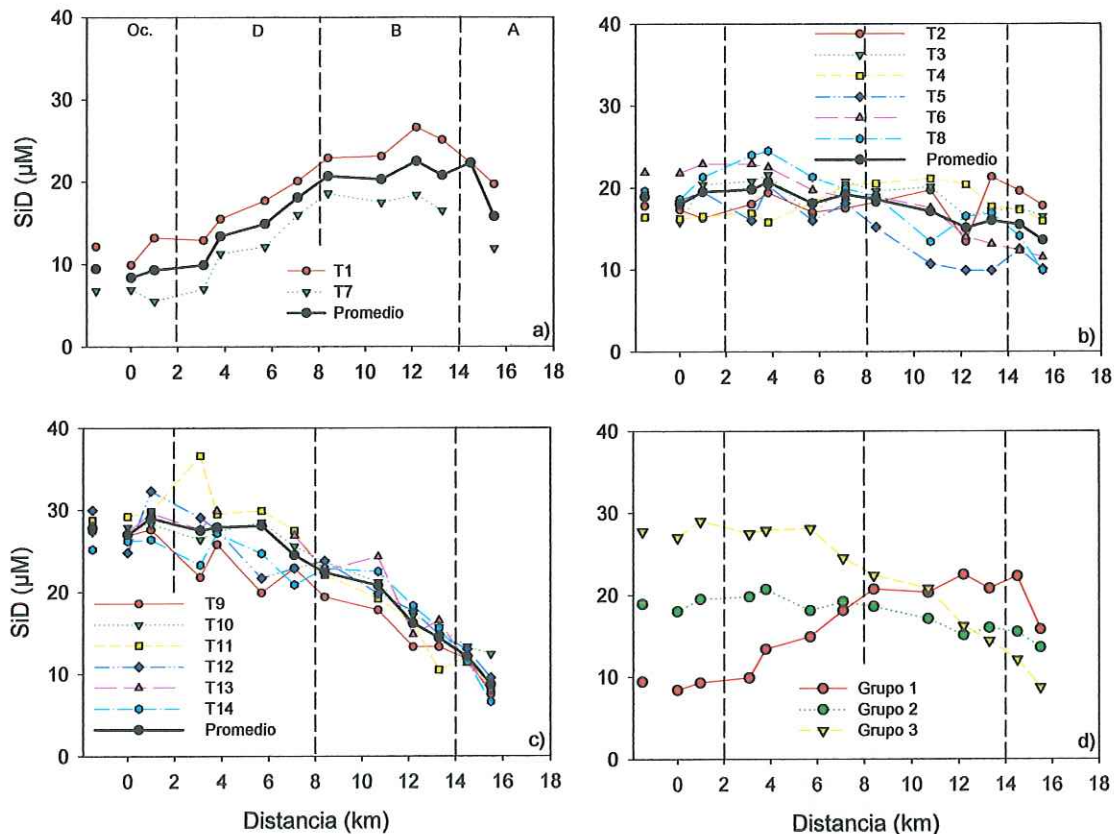 Oc. D B A
40
30
20
10
0
SiD (µM)
T1
T7
Promedio
a)
0 2 4 6 8 10 12 14 16 18
40
30
20
10
0
T2
T3
T4
T5
T6
T8
Promedio
b)
0 2 4 6 8 10 12 14 16 18
40
30
20
10
0
SiD (µM)
T9
T10
T11
T12
T13
T14
Promedio
c)
0 2 4 6 8 10 12 14 16 18
Distancia (km)
40
30
20
10
0
Grupo 1
Grupo 2
Grupo 3
d)
0 2 4 6 8 10 12 14 16 18
Distancia (km)